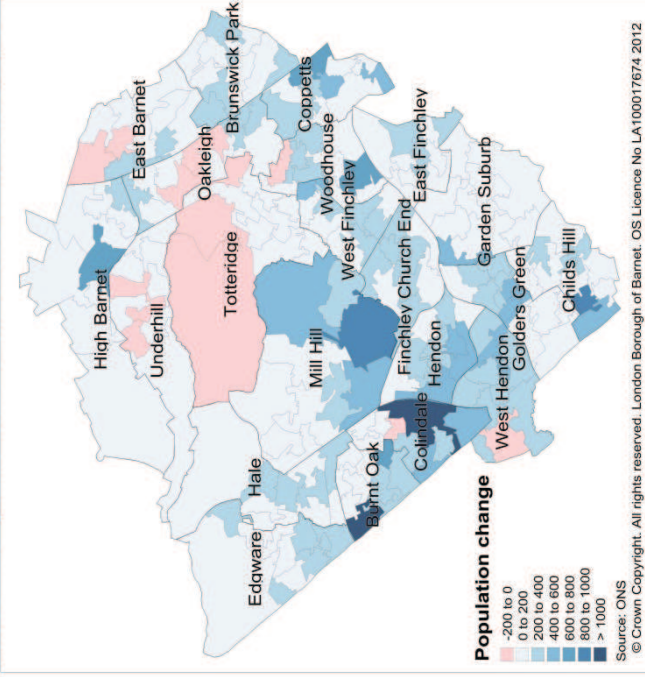 High Barnet
East Barnet
Underhill
Oakleigh
Brunswick Park
Totteridge
Coppetts
Edgware
Hale
Mill Hill
Woodhouse
West Finchley
East Finchley
Burnt Oak
Colindale
Finchley Church End
Hendon
Garden Suburb
West Hendon
Golders Green
Childs Hill
Population change
-200 to 0
0 to 200
200 to 400
400 to 600
600 to 800
800 to 1000
> 1000
Source: ONS
© Crown Copyright. All rights reserved. London Borough of Barnet. OS Licence No LA100017674 2012